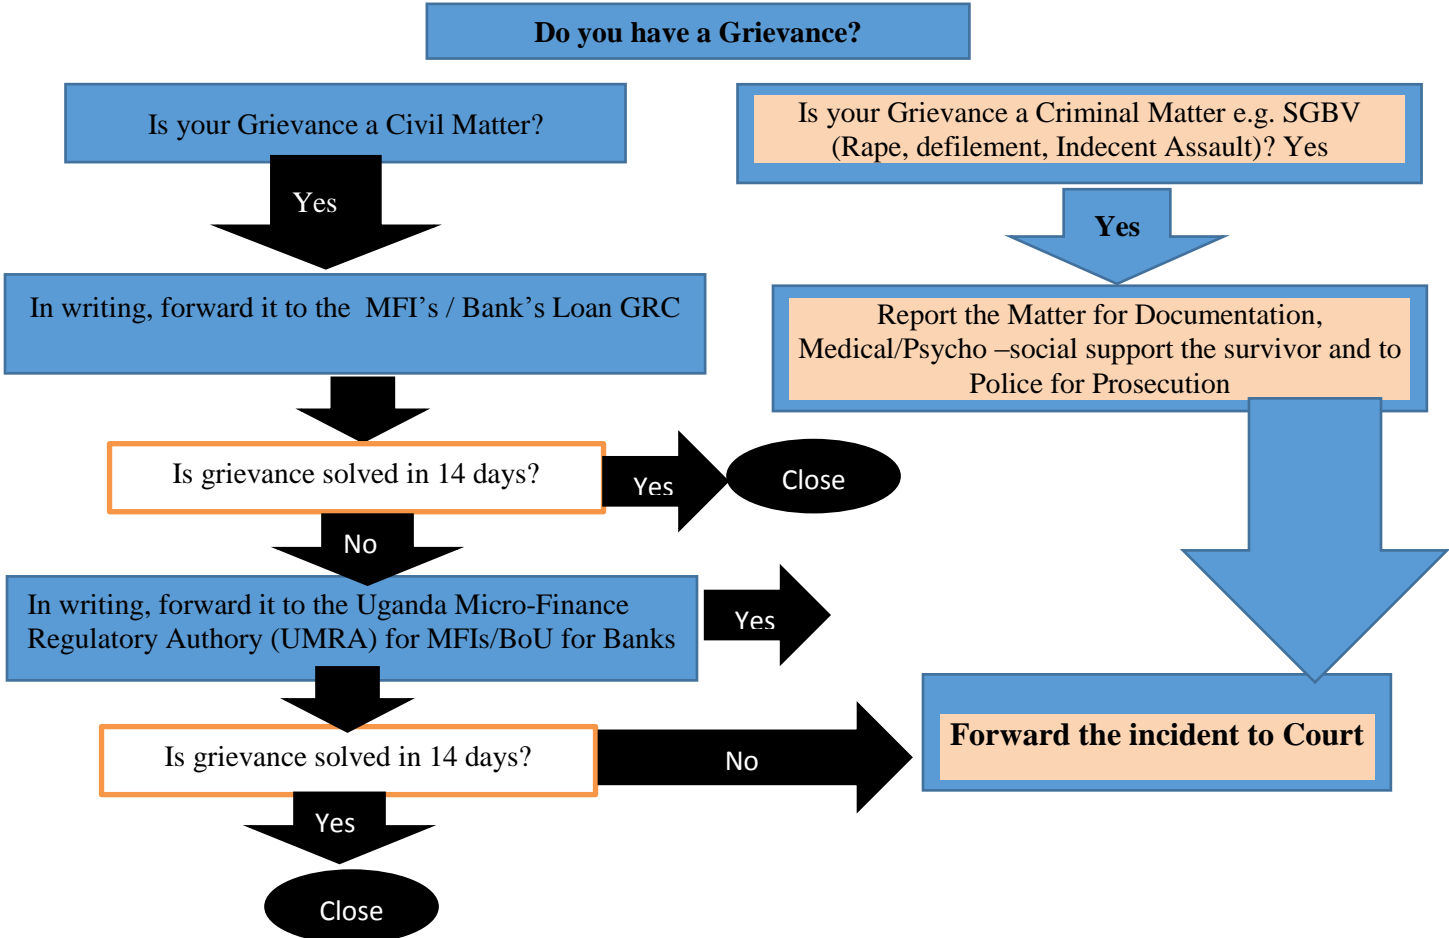 Do you have a Grievance?
Is your Grievance a Civil Matter?
Is your Grievance a Criminal Matter e.g. SGBV
(Rape, defilement, Indecent Assault)? Yes
Yes
Yes
In writing, forward it to the MFI’s / Bank’s Loan GRC
Report the Matter for Documentation,
Medical/Psycho –social support the survivor and to
Police for Prosecution
Is grievance solved in 14 days?
Yes
Close
No
In writing, forward it to the Uganda Micro-Finance
Regulatory Authory (UMRA) for MFIs/BoU for Banks
Yes
Is grievance solved in 14 days?
No
Forward the incident to Court
Yes
Close